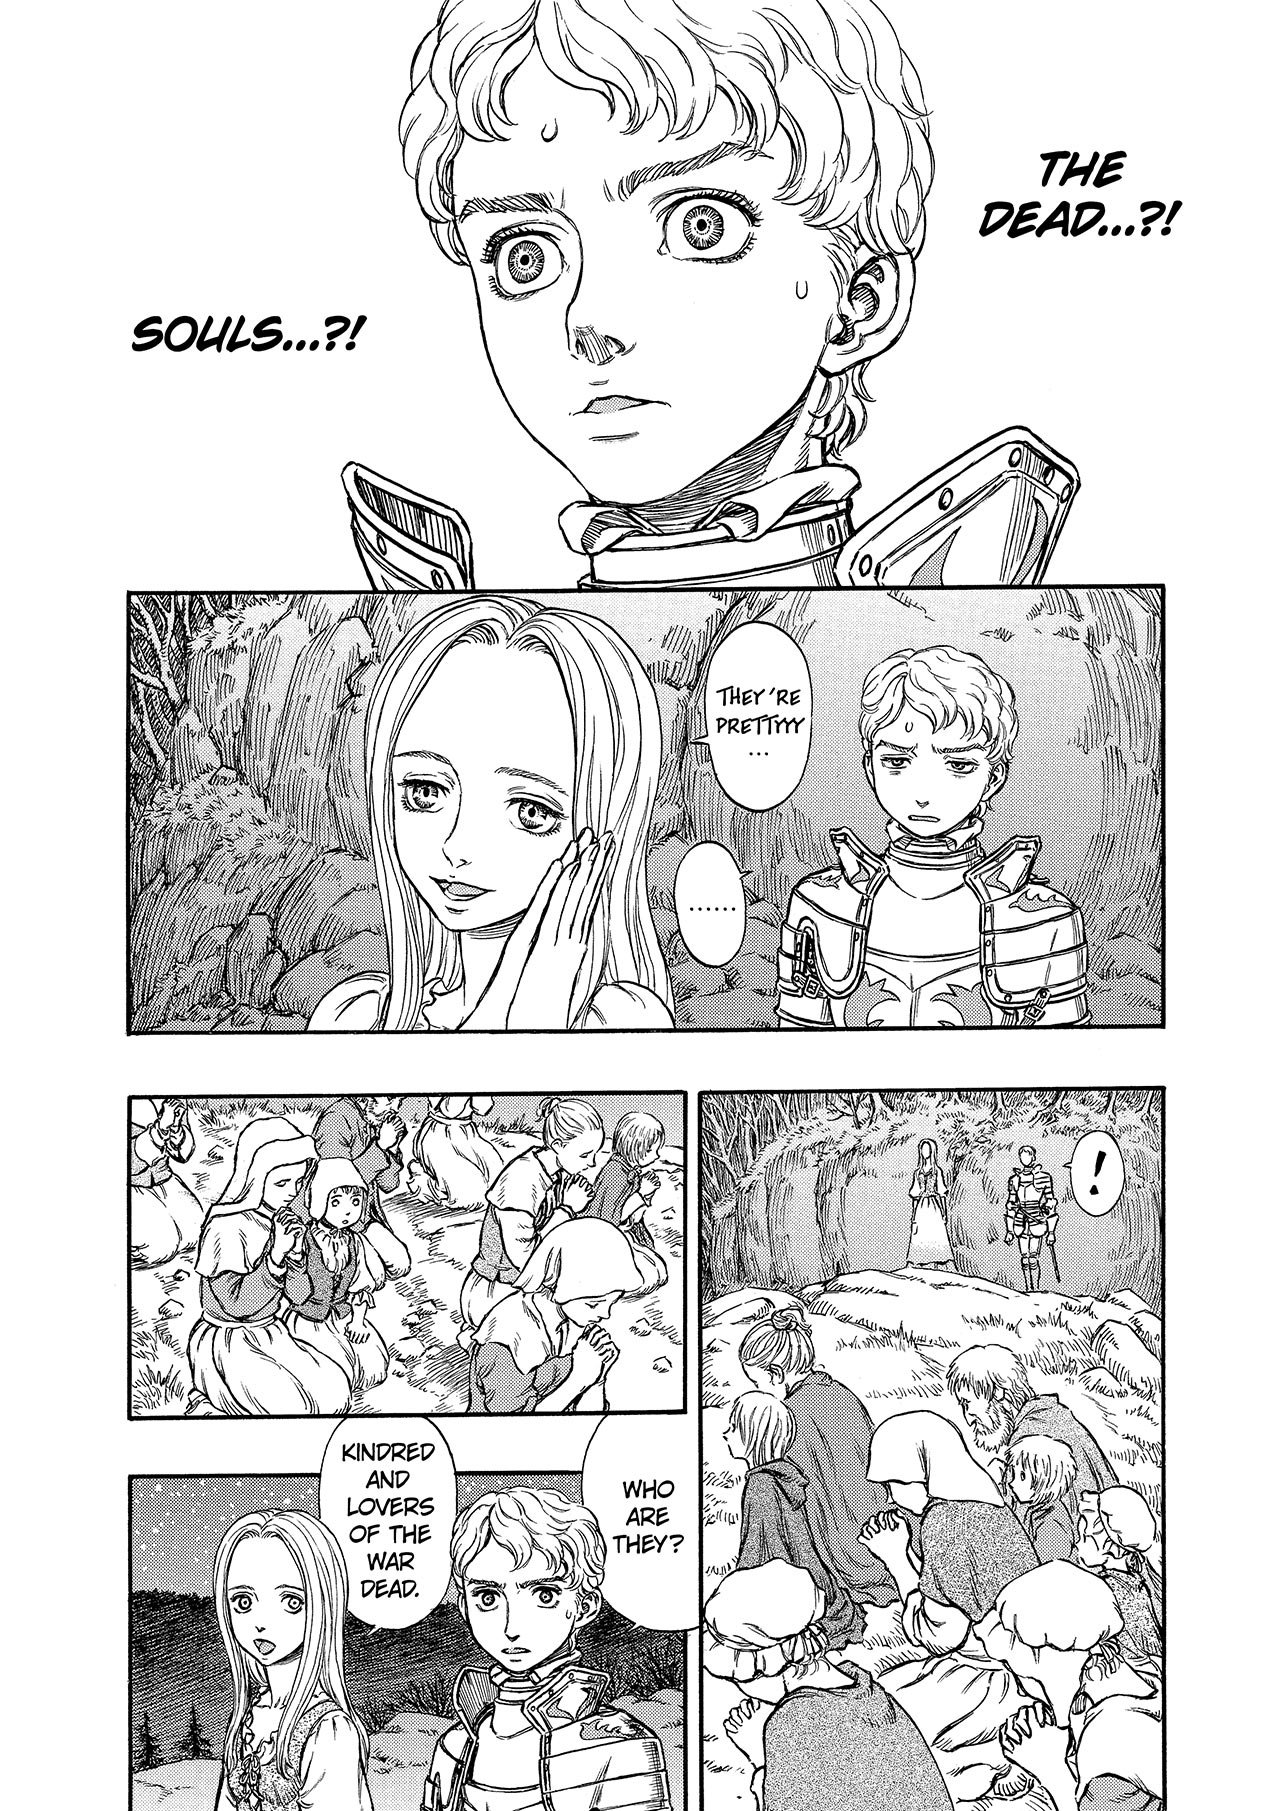 THE
DEAD...?!
SOULS...?!
THEY'RE
PRETTYYY
...
......
!
WHO
ARE
THEY?
KINDRED
AND
LOVERS
OF THE
WAR
DEAD.